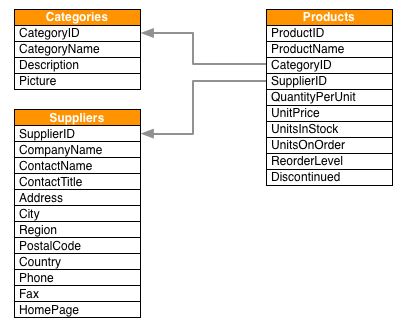 Categories
CategoryID
CategoryName
Description
Picture
Suppliers
SupplierID
CompanyName
ContactName
ContactTitle
Address
City
Region
PostalCode
Country
Phone
Fax
HomePage
Products
ProductID
ProductName
CategoryID
SupplierID
QuantityPerUnit
UnitPrice
UnitsInStock
UnitsOnOrder
ReorderLevel
Discontinued